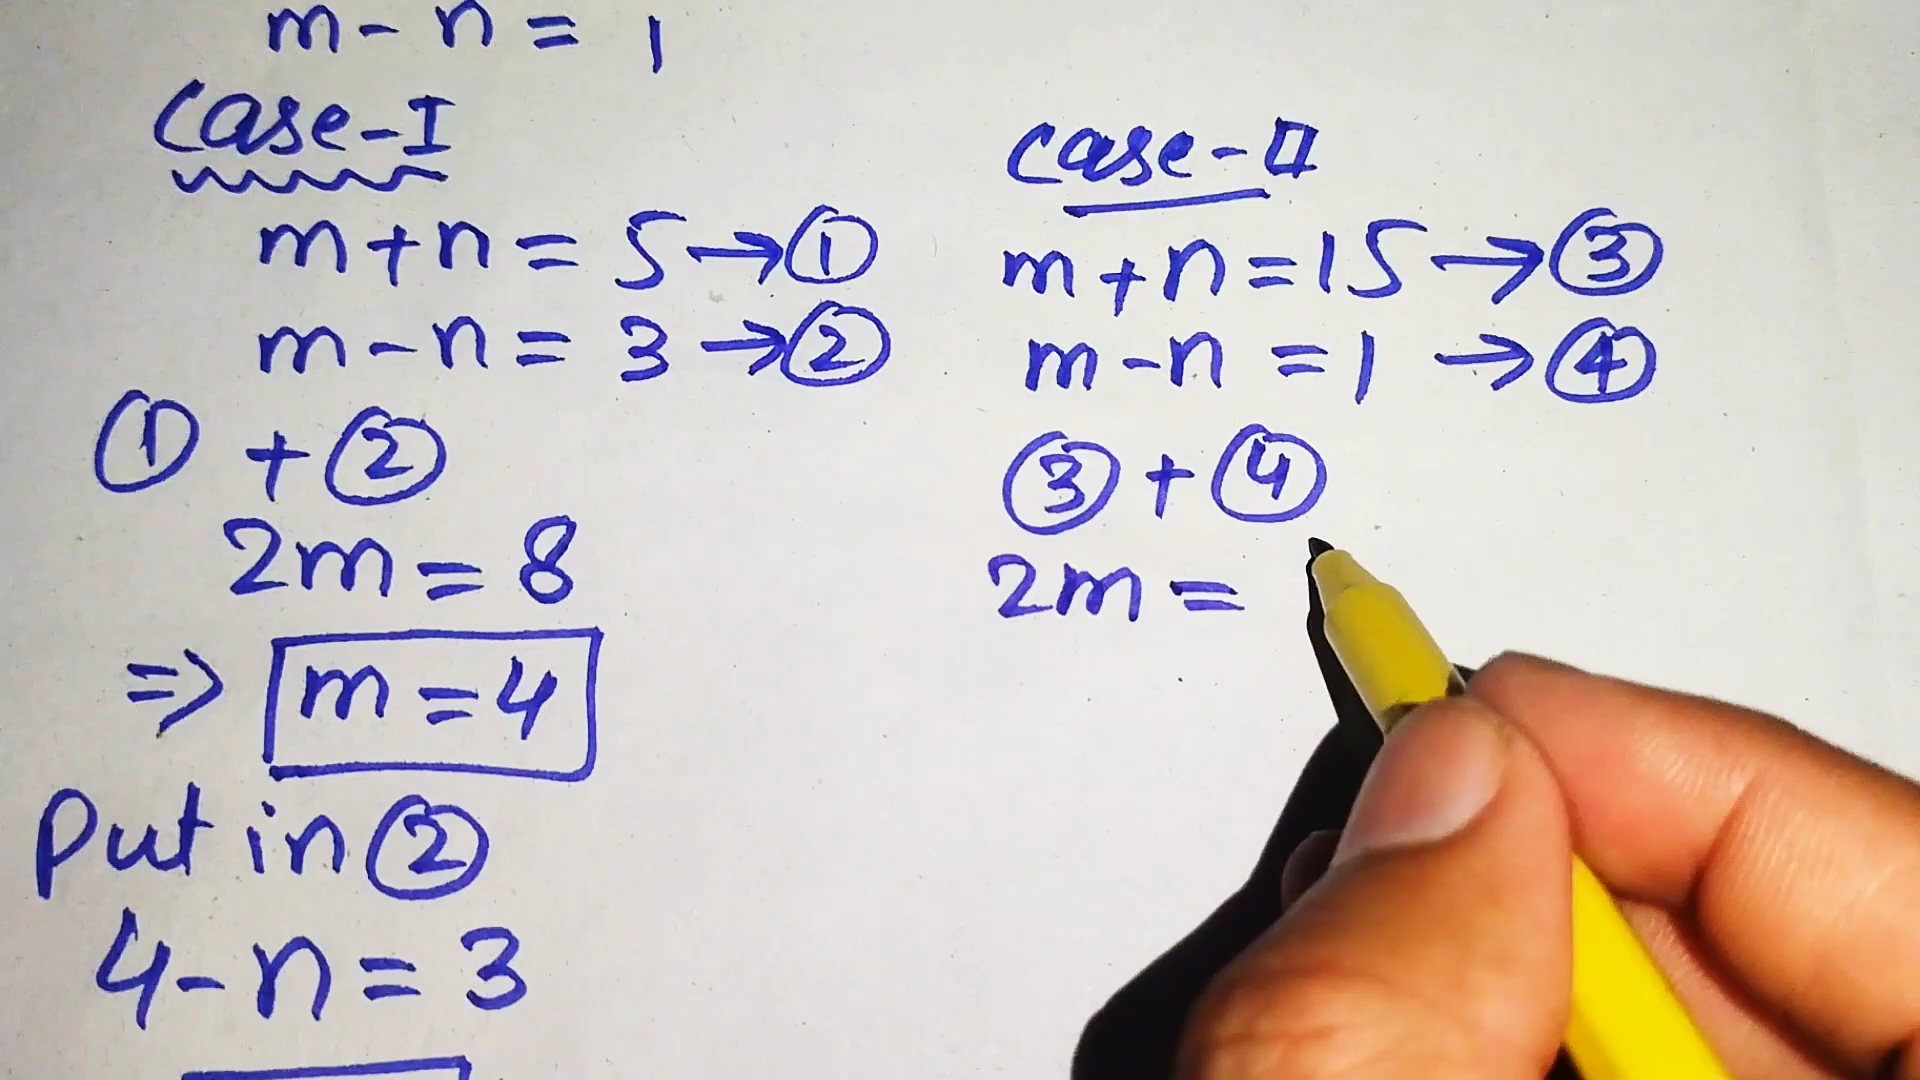 m - n = 1
Case-I
m + n = 5 → ①
m - n = 3 → ②
① + ②
2m = 8
⇒ m = 4
Put in ②
4 - n = 3
Case-II
m + n = 15 → ③
m - n = 1 → ④
③ + ④
2m =